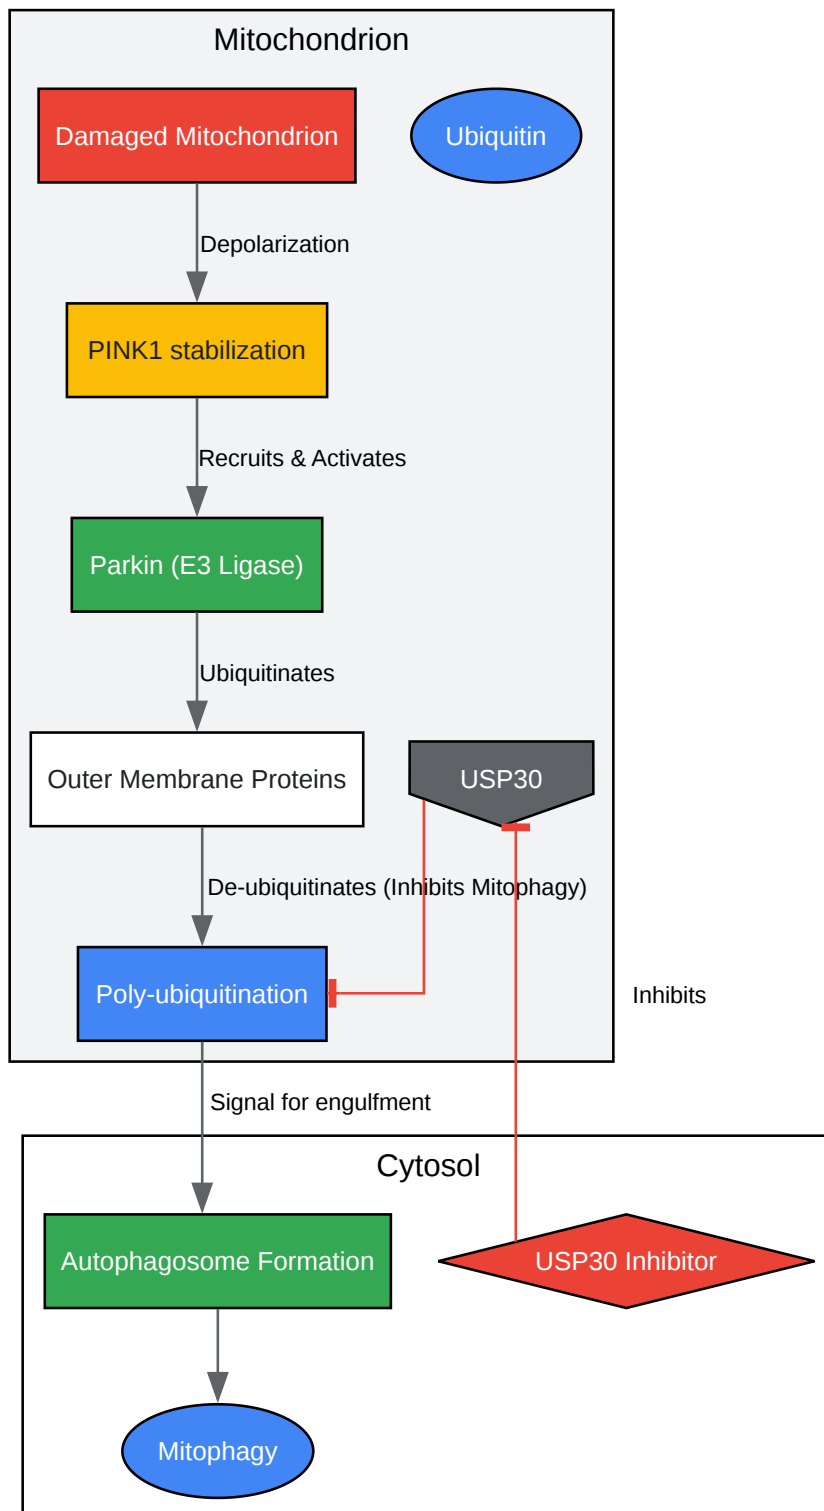 Mitochondrion
Damaged Mitochondrion
Ubiquitin
Depolarization
PINK1 stabilization
Recruits & Activates
Parkin (E3 Ligase)
Ubiquitinates
Outer Membrane Proteins
USP30
De-ubiquitinates (Inhibits Mitophagy)
Poly-ubiquitination
Inhibits
Signal for engulfment
Cytosol
Autophagosome Formation
USP30 Inhibitor
Mitophagy